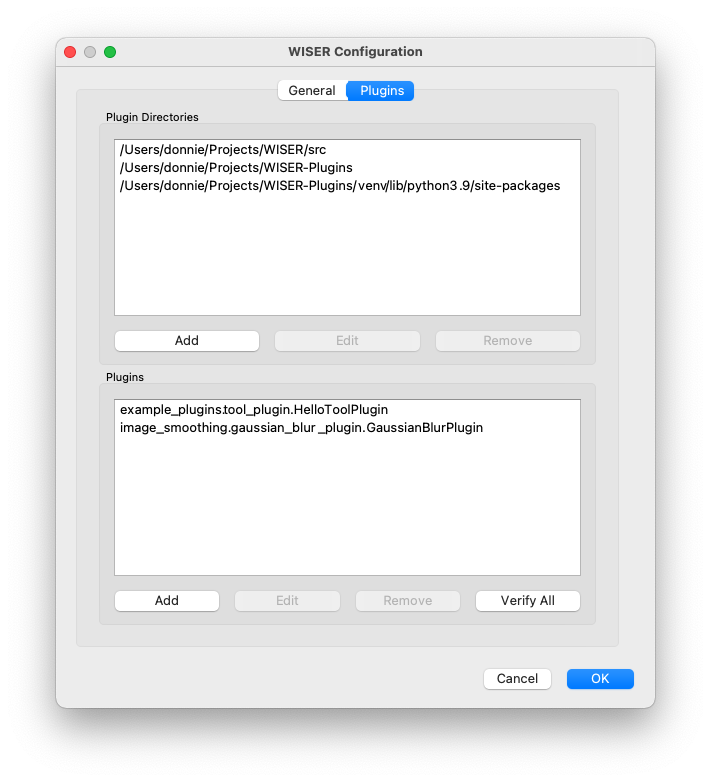 WISER Configuration
General Plugins
Plugin Directories
/Users/donnie/Projects/WISER/src
/Users/donnie/Projects/WISER-Plugins
/Users/donnie/Projects/WISER-Plugins/venv/lib/python3.9/site-packages
Add Edit Remove
Plugins
example_plugins.tool_plugin.HelloToolPlugin
image_smoothing.gaussian_blur_plugin.GaussianBlurPlugin
Add Edit Remove Verify All
Cancel OK